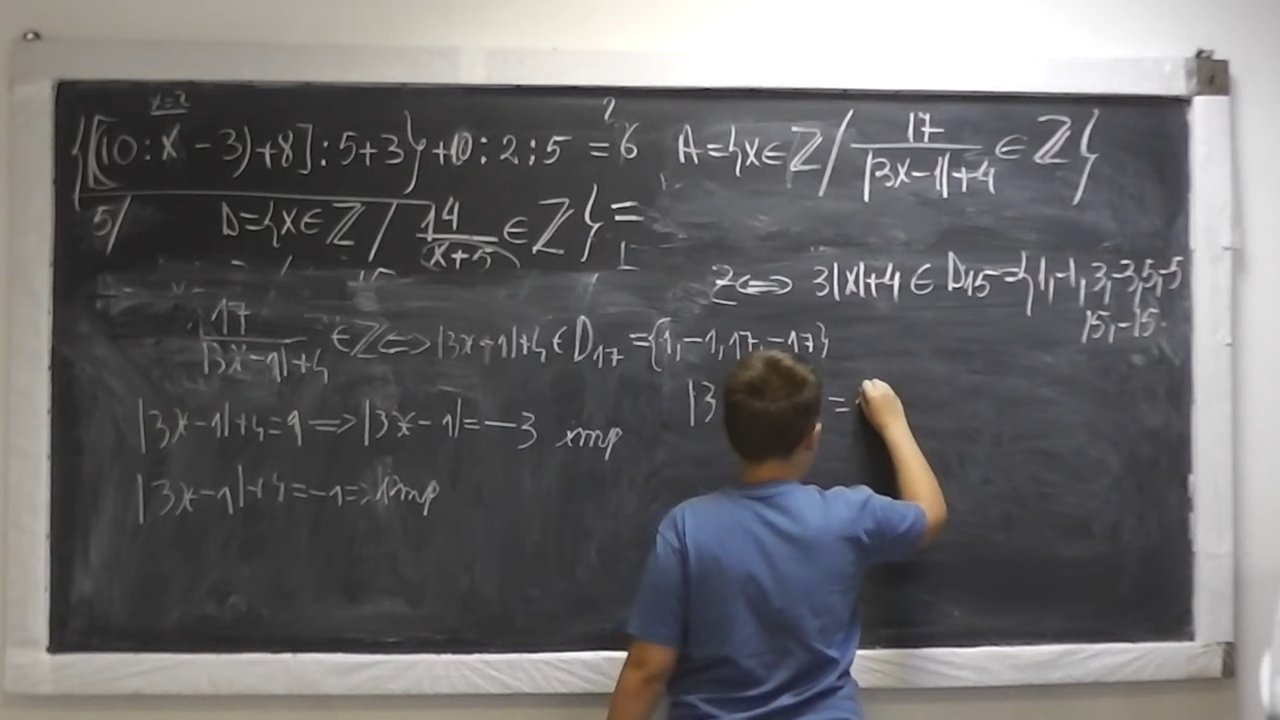 x=2
{[(10:x-3)+8]:5+3}+10:2:5 =6
?
A={x∈ℤ/ 17/(|3x-1|+4) ∈ℤ}
5/ D={x∈ℤ/ 14/(x+5) ∈ℤ}=
ℤ⟺ 3|x|+4 ∈ D15={1,-1,3,-3,5,-5
15,-15
17/(|3x-1|+4) ∈ℤ⟺|3x-1|+4∈D17={1,-1,17,-17}
|3x-1|+4=1⟹|3x-1|=-3 imp
|3x-1|+4=-1=>imp
|3 =